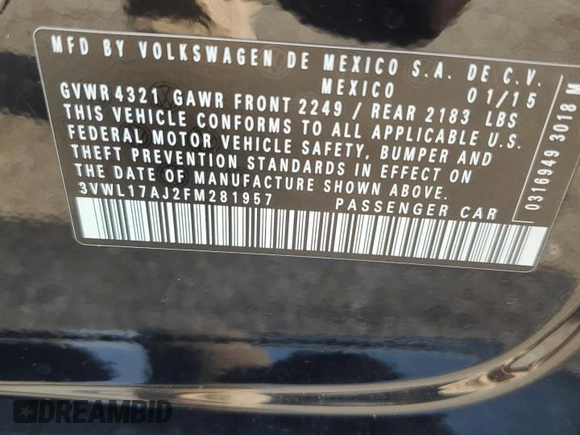 MFD BY VOLKSWAGEN DE MEXICO S.A. DE C.V.
MEXICO 01/15
GVWR 4321 GAWR FRONT 2249 / REAR 2183 LBS
THIS VEHICLE CONFORMS TO ALL APPLICABLE U.S.
FEDERAL MOTOR VEHICLE SAFETY, BUMPER AND
THEFT PREVENTION STANDARDS IN EFFECT ON
THE DATE OF MANUFACTURE SHOWN ABOVE.
3VWL17AJ2FM281957 PASSENGER CAR
0316949 3018 M
DREAMBID